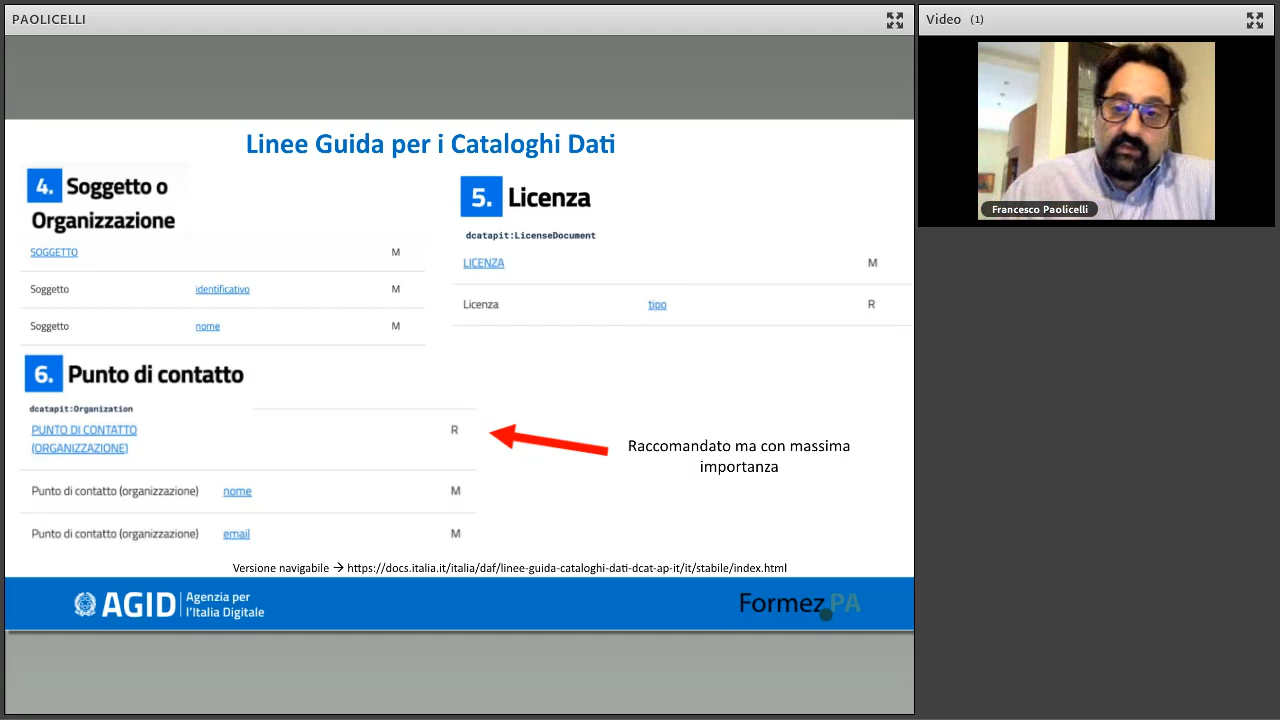 PAOLICELLI
Video (1)
Francesco Paolicelli
Linee Guida per i Cataloghi Dati
4. Soggetto o
Organizzazione
SOGGETTO M
Soggetto identificativo M
Soggetto nome M
5. Licenza
dcatapit:LicenseDocument
LICENZA M
Licenza tipo R
6. Punto di contatto
dcatapit:Organization
PUNTO DI CONTATTO R
(ORGANIZZAZIONE)
Punto di contatto (organizzazione) nome M
Punto di contatto (organizzazione) email M
Raccomandato ma con massima
importanza
Versione navigabile → https://docs.italia.it/italia/daf/linee-guida-cataloghi-dati-dcat-ap-it/it/stabile/index.html
AGID Agenzia per
l'Italia Digitale
Formez PA